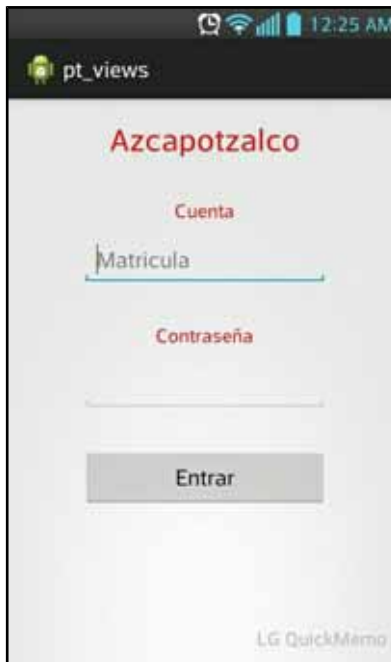 12:25 AM
pt_views
Azcapotzalco
Cuenta
Matricula
Contraseña
Entrar
LG QuickMemo